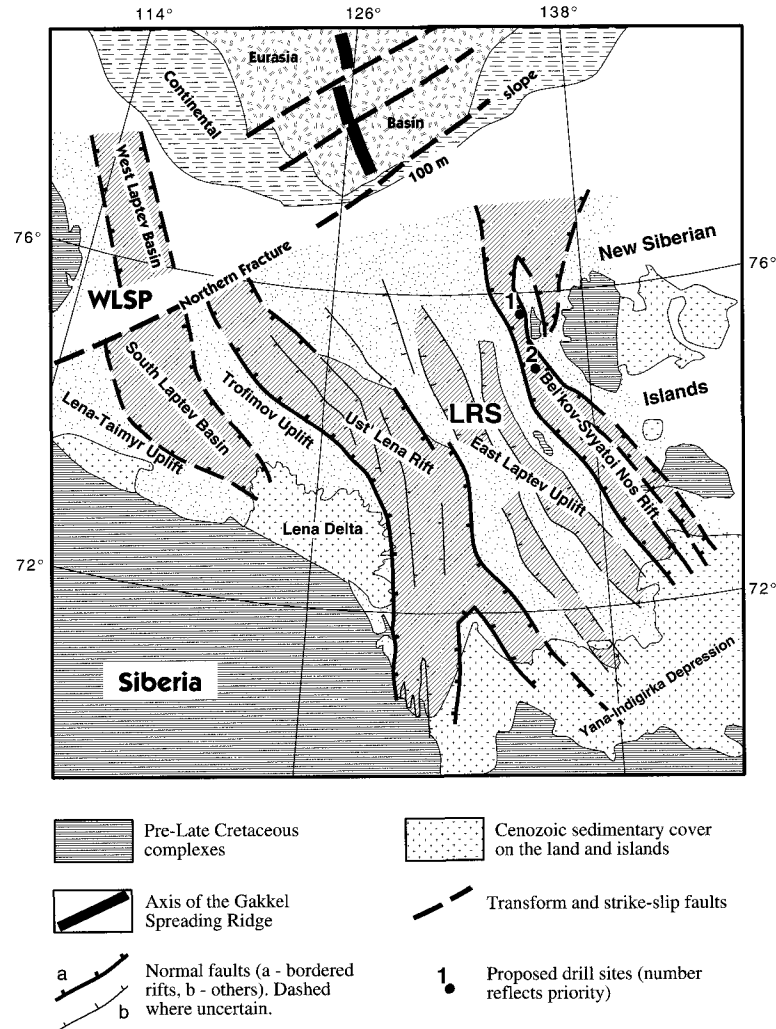 114° 126° 138°
Eurasia
Continental
Basin
slope
100 m
West Laptev Basin
New Siberian
76° 76°
Northern Fracture
WLSP
1
2
South Laptev Basin
Trofimov Uplift
LRS
Islands
Lena-Taimyr Uplift
Ust' Lena Rift
East Laptev Uplift
Bel'kov-Svyatoi Nos Rift
Lena Delta
72° 72°
Siberia
Yana-Indigirka Depression
Pre-Late Cretaceous
complexes
Cenozoic sedimentary cover
on the land and islands
Axis of the Gakkel
Spreading Ridge
Transform and strike-slip faults
a
b
Normal faults (a - bordered
rifts, b - others). Dashed
where uncertain.
1
Proposed drill sites (number
reflects priority)